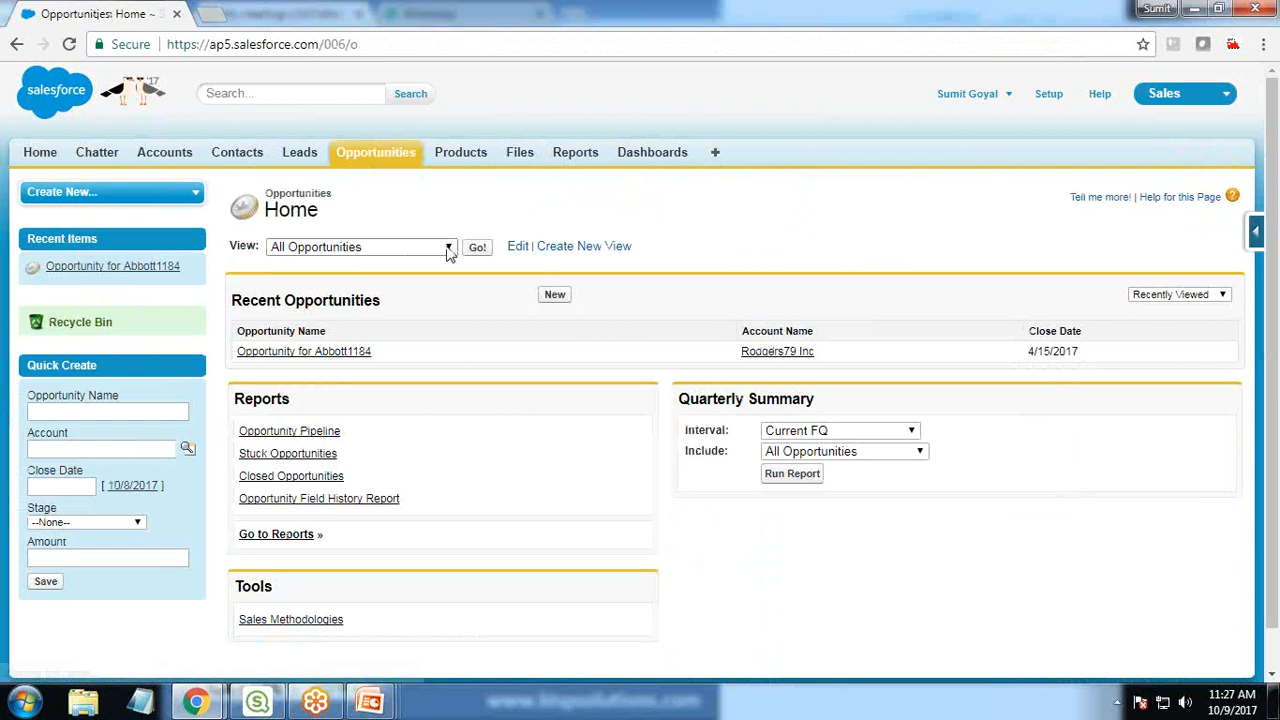 Opportunities: Home ~ S
Sumit
Secure
https://ap5.salesforce.com/006/o
salesforce
'17
Search...
Search
Sumit Goyal
Setup
Help
Sales
Home
Chatter
Accounts
Contacts
Leads
Opportunities
Products
Files
Reports
Dashboards
+
Create New...
Recent Items
Opportunity for Abbott1184
Recycle Bin
Quick Create
Opportunity Name
Account
Close Date
[ 10/8/2017 ]
Stage
--None--
Amount
Save
Opportunities
Home
Tell me more! | Help for this Page ?
View: All Opportunities Go! Edit | Create New View
Recent Opportunities New Recently Viewed
Opportunity Name Account Name Close Date
Opportunity for Abbott1184 Rodgers79 Inc 4/15/2017
Reports
Opportunity Pipeline
Stuck Opportunities
Closed Opportunities
Opportunity Field History Report
Go to Reports »
Quarterly Summary
Interval: Current FQ
Include: All Opportunities
Run Report
Tools
Sales Methodologies
11:27 AM
10/9/2017